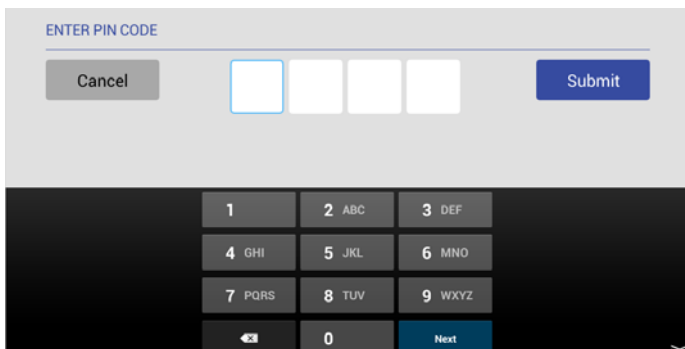 ENTER PIN CODE
Cancel
Submit
1
2 ABC
3 DEF
4 GHI
5 JKL
6 MNO
7 PQRS
8 TUV
9 WXYZ
0
Next